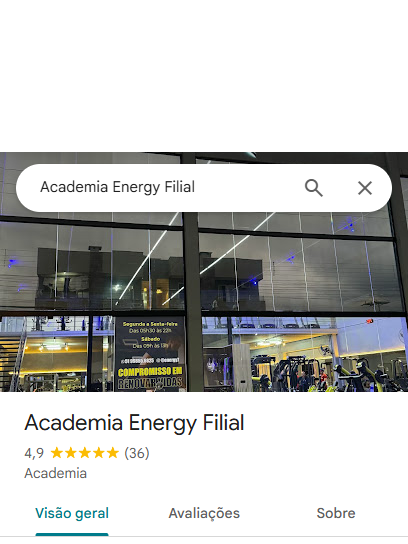 Academia Energy Filial
Segunda a Sexta-feira
Das 05h30 às 22h
Sábado
Das 09h às 13h
COMPROMISSO EM
RENOVAR VIDAS
Academia Energy Filial
4,9 (36)
Academia
Visão geral Avaliações Sobre